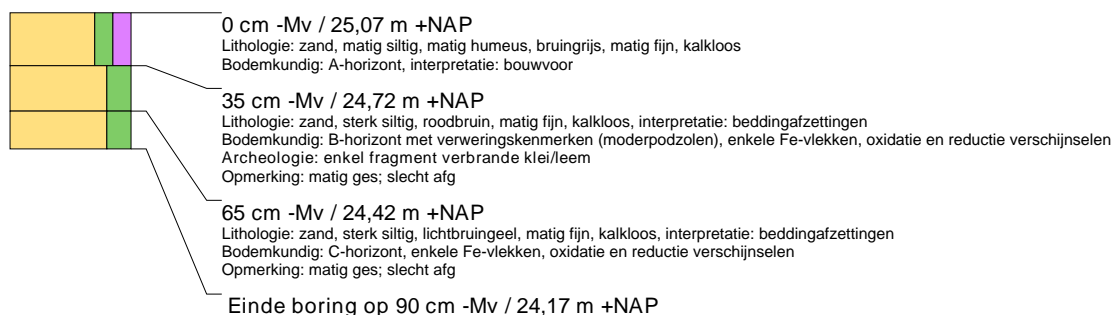 0 cm -Mv / 25,07 m +NAP
Lithologie: zand, matig siltig, matig humeus, bruingrijs, matig fijn, kalkloos
Bodemkundig: A-horizont, interpretatie: bouwvoor
35 cm -Mv / 24,72 m +NAP
Lithologie: zand, sterk siltig, roodbruin, matig fijn, kalkloos, interpretatie: beddingafzettingen
Bodemkundig: B-horizont met verweringskenmerken (moderpodzolen), enkele Fe-vlekken, oxidatie en reductie verschijnselen
Archeologie: enkel fragment verbrande klei/leem
Opmerking: matig ges; slecht afg
65 cm -Mv / 24,42 m +NAP
Lithologie: zand, sterk siltig, lichtbruingeel, matig fijn, kalkloos, interpretatie: beddingafzettingen
Bodemkundig: C-horizont, enkele Fe-vlekken, oxidatie en reductie verschijnselen
Opmerking: matig ges; slecht afg
Einde boring op 90 cm -Mv / 24,17 m +NAP